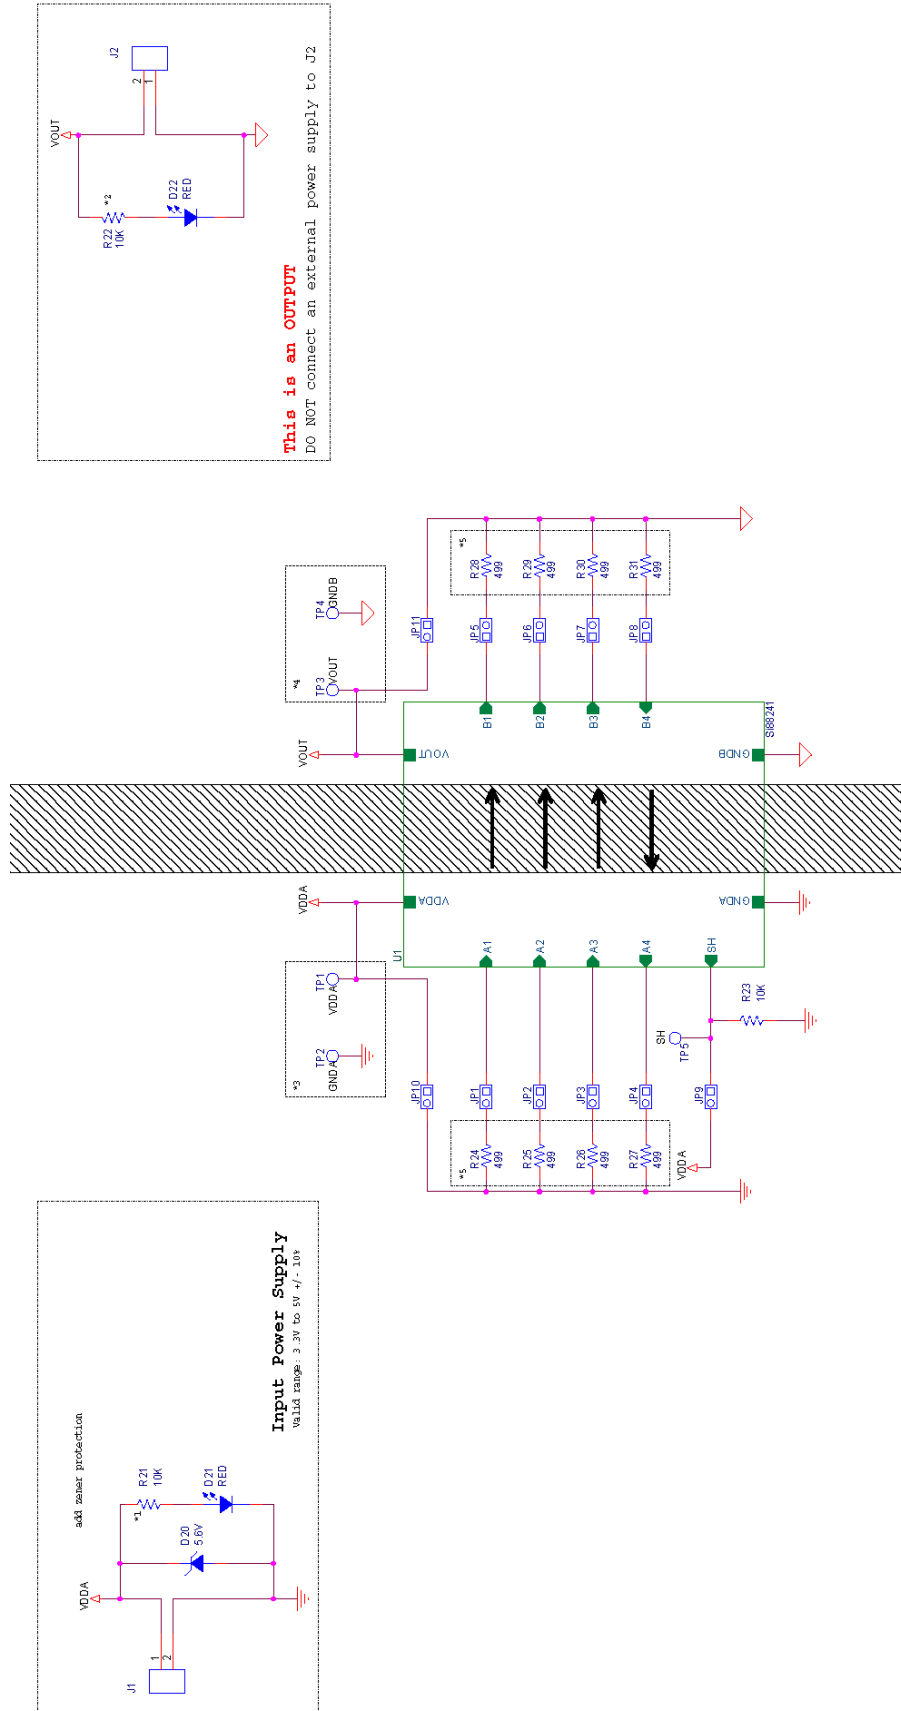 J1
1
2
VDDA
D20
5.6V
*1
R21
10K
D21
RED
add zener protection
Input Power Supply
Valid range: 3.3V to 5V +/- 10%
*3
TP2
GNDA
TP1
VDDA
VDDA
JP10
*5
R24
499
JP1
R25
499
JP2
R26
499
JP3
R27
499
JP4
VDDA
JP9
SH
TP5
R23
10K
U1
A1
A2
A3
A4
SH
VDDA
GNDA
VOUT
GNDB
B1
B2
B3
B4
Si88241
VOUT
*4
TP3
VOUT
TP4
GNDB
JP11
JP5
R28
499
JP6
R29
499
JP7
R30
499
JP8
R31
499
*5
VOUT
R22
10K
*2
D22
RED
J2
2
1
This is an OUTPUT
DO NOT connect an external power supply to J2